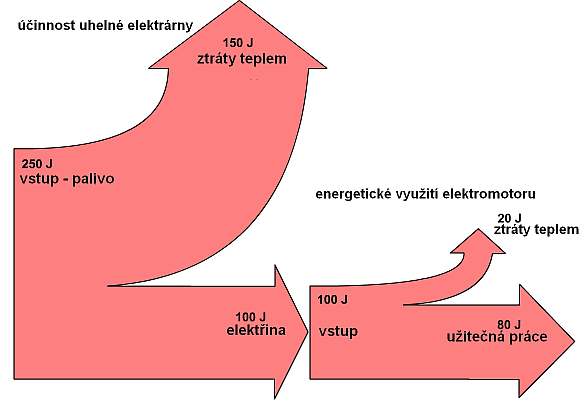 účinnost uhelné elektrárny
150 J
ztráty teplem
250 J
vstup - palivo
energetické využití elektromotoru
20 J
ztráty teplem
100 J
elektřina
100 J
vstup
80 J
užitečná práce